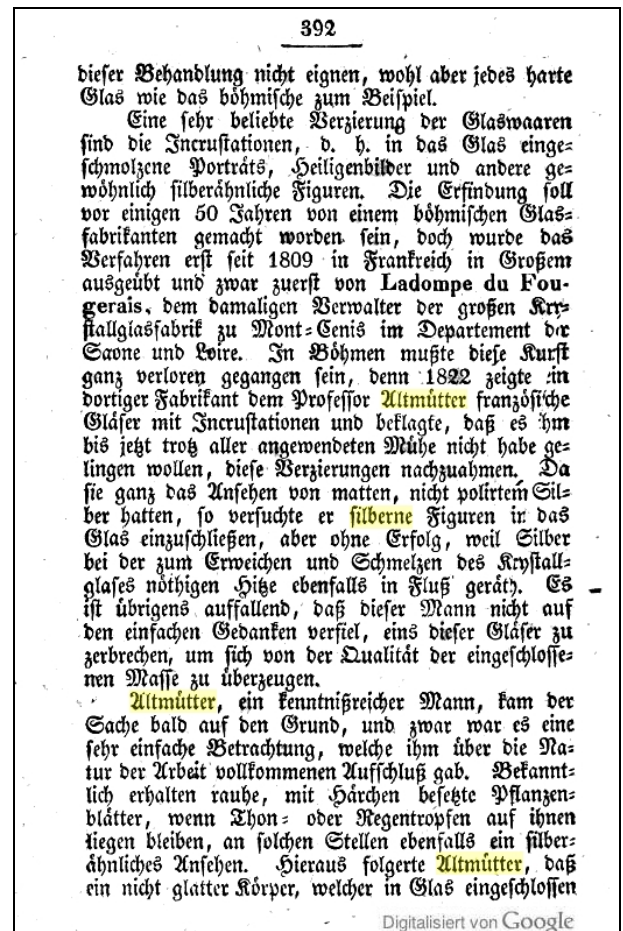 392
dieser Behandlung nicht eignen, wohl aber jedes harte
Glas wie das böhmische zum Beispiel.
Eine sehr beliebte Verzierung der Glaswaaren
sind die Incrustationen, d. h. in das Glas einge-
schmolzene Porträts, Heiligenbilder und andere ge-
wöhnlich silberähnliche Figuren. Die Erfindung soll
vor einigen 50 Jahren von einem böhmischen Glas-
fabrikanten gemacht worden sein, doch wurde das
Verfahren erst seit 1809 in Frankreich in Großem
ausgeübt und zwar zuerst von Ladompe du Fou-
gerais, dem damaligen Verwalter der großen Kry-
stallglasfabrik zu Mont-Cenis im Departement der
Saone und Loire. In Böhmen mußte diese Kunst
ganz verloren gegangen sein, denn 1822 zeigte ein
dortiger Fabrikant dem Professor Altmütter französische
Gläser mit Incrustationen und beklagte, daß es ihm
bis jetzt trotz aller angewendeten Mühe nicht habe ge-
lingen wollen, diese Verzierungen nachzuahmen. Da
sie ganz das Ansehen von matten, nicht polirtem Sil-
ber hatten, so versuchte er silberne Figuren in das
Glas einzuschließen, aber ohne Erfolg, weil Silber
bei der zum Erweichen und Schmelzen des Krystall-
glases nöthigen Hitze ebenfalls in Fluß geräth. Es
ist übrigens auffallend, daß dieser Mann nicht auf
den einfachen Gedanken verfiel, eins dieser Gläser zu
zerbrechen, um sich von der Qualität der eingeschlosse-
nen Masse zu überzeugen.
Altmütter, ein kenntnißreicher Mann, kam der
Sache bald auf den Grund, und zwar war es eine
sehr einfache Betrachtung, welche ihm über die Na-
tur der Arbeit vollkommenen Aufschluß gab. Bekannt-
lich erhalten rauhe, mit Härchen besetzte Pflanzen-
blätter, wenn Thon- oder Regentropfen auf ihnen
liegen bleiben, an solchen Stellen ebenfalls ein silber-
ähnliches Ansehen. Hieraus folgerte Altmütter, daß
ein nicht glatter Körper, welcher in Glas eingeschlossen
Digitalisiert von Google